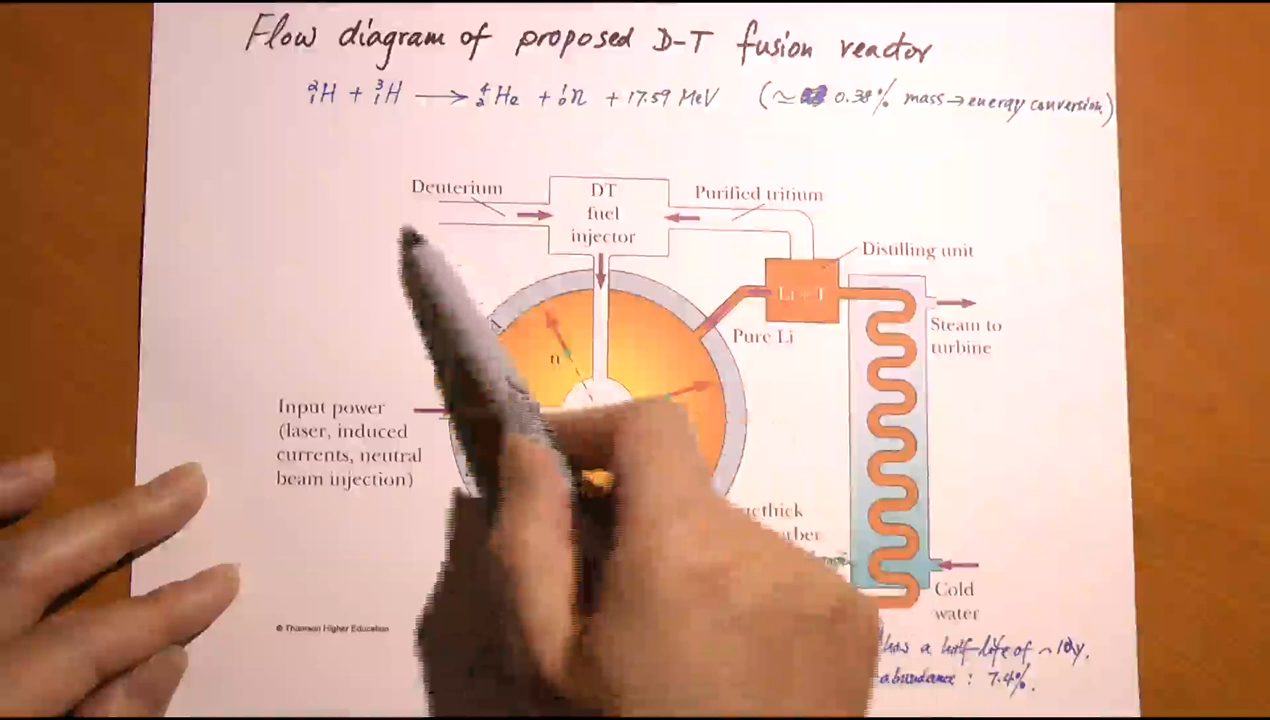 Flow diagram of proposed D-T fusion reactor
²₁H + ³₁H → ⁴₂He + ¹₀n + 17.59 MeV (≈ 0.38% mass→energy conversion)
Deuterium
DT
fuel
injector
Purified tritium
Distilling unit
Pure Li
Steam to
turbine
n
Input power
(laser, induced
currents, neutral
beam injection)
thick
Cold
water
© Thomson Higher Education
has a half-life of ~10y.
abundance: 7.4%.